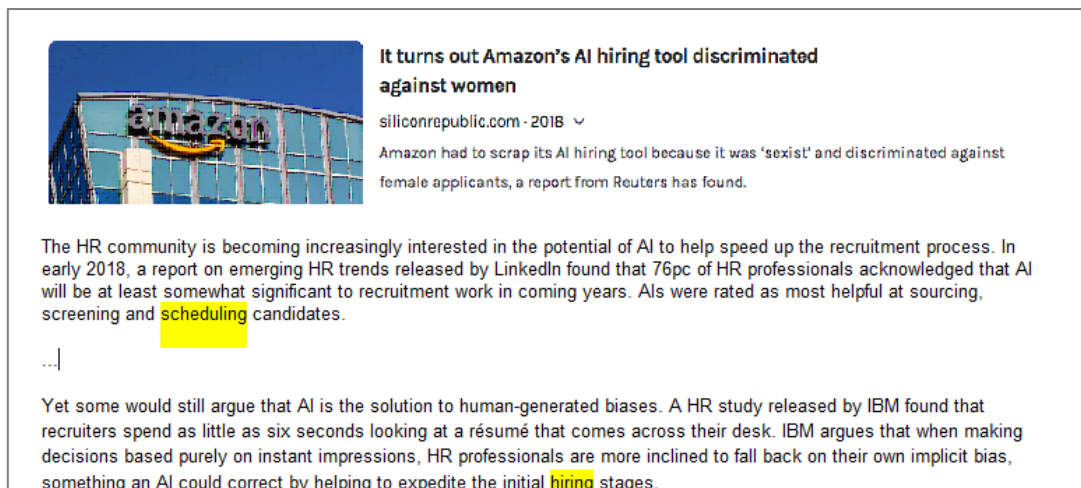 amazon
It turns out Amazon's AI hiring tool discriminated
against women
siliconrepublic.com · 2018
Amazon had to scrap its AI hiring tool because it was 'sexist' and discriminated against
female applicants, a report from Reuters has found.
The HR community is becoming increasingly interested in the potential of AI to help speed up the recruitment process. In
early 2018, a report on emerging HR trends released by LinkedIn found that 76pc of HR professionals acknowledged that AI
will be at least somewhat significant to recruitment work in coming years. AIs were rated as most helpful at sourcing,
screening and scheduling candidates.
...
Yet some would still argue that AI is the solution to human-generated biases. A HR study released by IBM found that
recruiters spend as little as six seconds looking at a résumé that comes across their desk. IBM argues that when making
decisions based purely on instant impressions, HR professionals are more inclined to fall back on their own implicit bias,
something an AI could correct by helping to expedite the initial hiring stages.